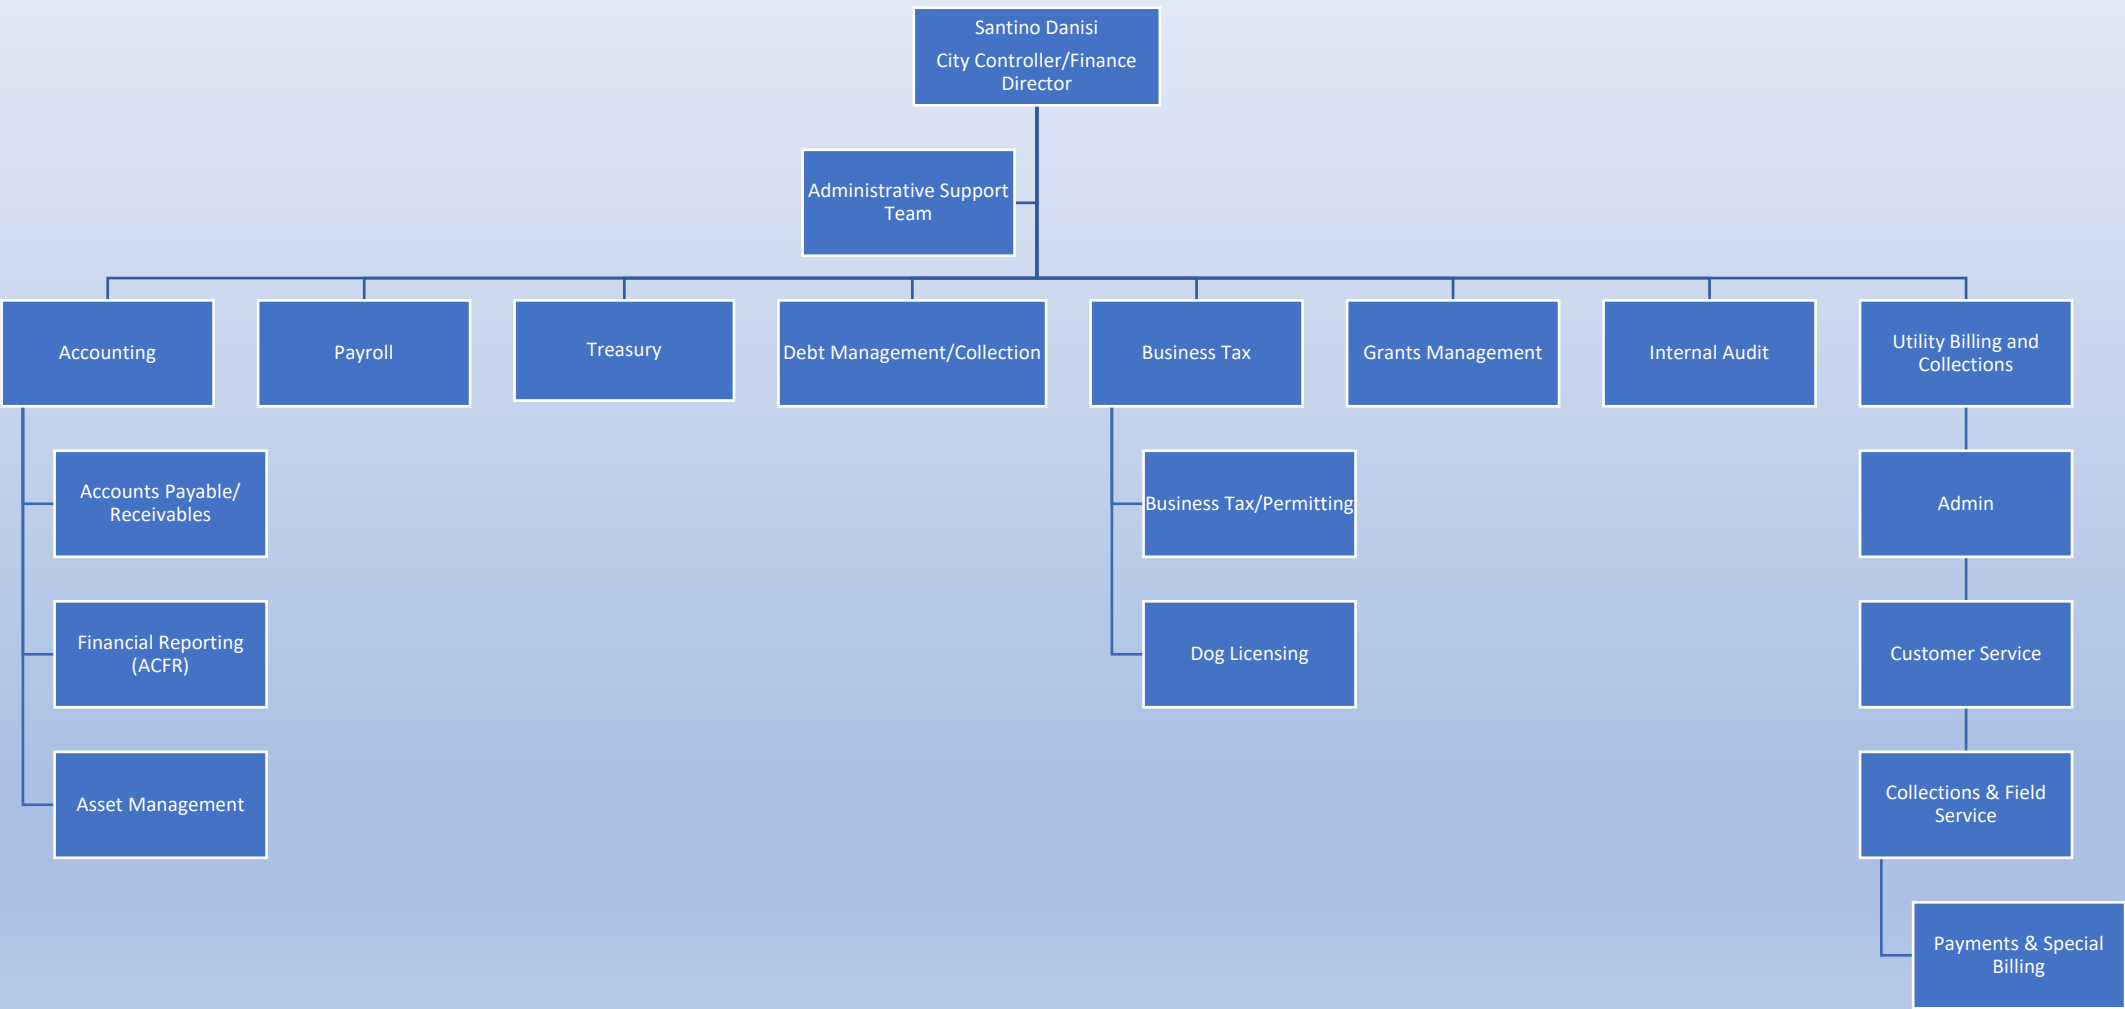 Santino Danisi
City Controller/Finance
Director
Administrative Support
Team
Accounting
Payroll
Treasury
Debt Management/Collection
Business Tax
Grants Management
Internal Audit
Utility Billing and
Collections
Accounts Payable/
Receivables
Business Tax/Permitting
Admin
Financial Reporting
(ACFR)
Dog Licensing
Customer Service
Asset Management
Collections & Field
Service
Payments & Special
Billing